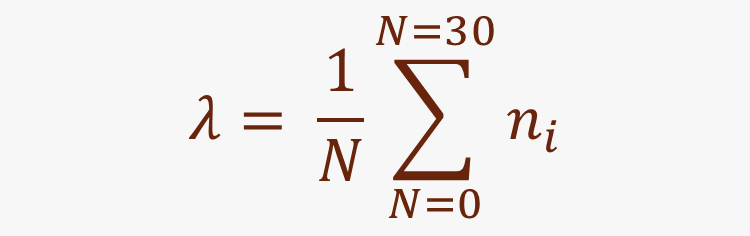 λ = 1/N ∑_{N=0}^{N=30} n_i